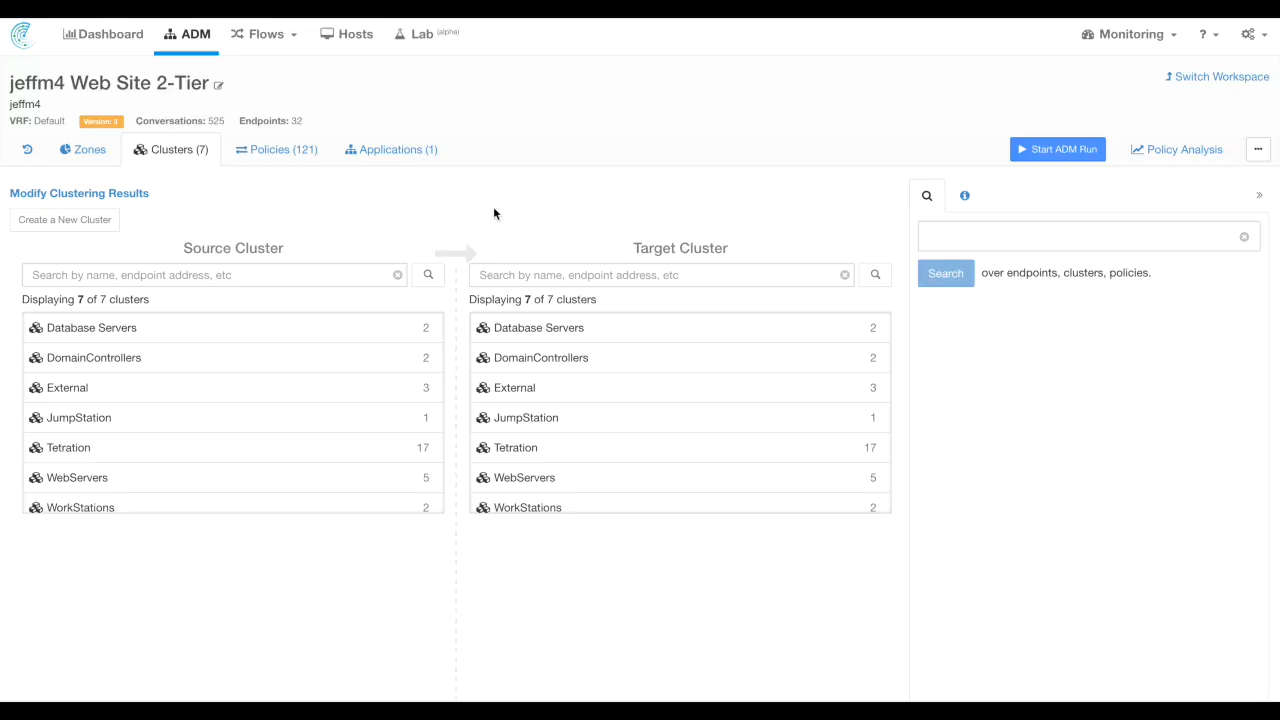 Dashboard ADM Flows Hosts Lab (alpha) Monitoring ?
jeffm4 Web Site 2-Tier
Switch Workspace
jeffm4
VRF: Default Version: 3 Conversations: 525 Endpoints: 32
Zones Clusters (7) Policies (121) Applications (1) Start ADM Run Policy Analysis
Modify Clustering Results
Create a New Cluster
Source Cluster Target Cluster
Search by name, endpoint address, etc Search by name, endpoint address, etc
Search over endpoints, clusters, policies.
Displaying 7 of 7 clusters Displaying 7 of 7 clusters
Database Servers 2 Database Servers 2
DomainControllers 2 DomainControllers 2
External 3 External 3
JumpStation 1 JumpStation 1
Tetration 17 Tetration 17
WebServers 5 WebServers 5
WorkStations 2 WorkStations 2